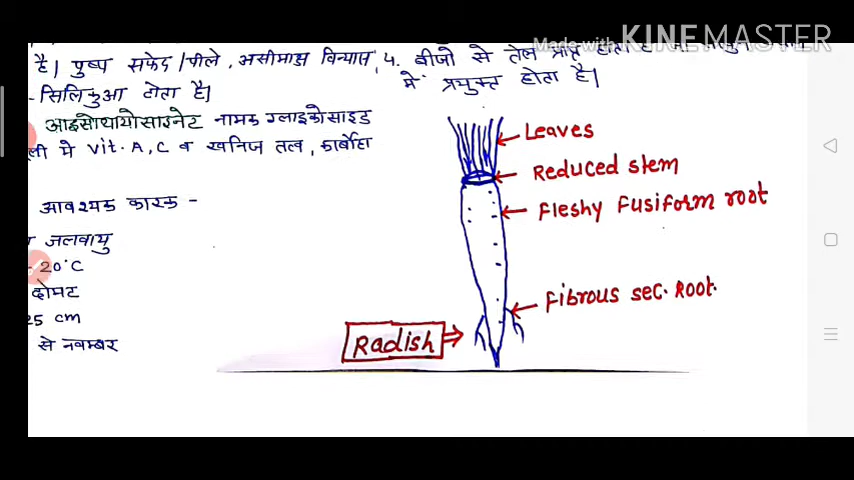 Made with KINEMASTER
है। पुष्प सफेद/पीले, असीमाक्ष विन्यास,
- सिलिकुआ होता है।
आइसोथायोसाइनेट नामक ग्लाइकोसाइड
ली में Vit. A, C व खनिज तत्व, कार्बोहा
आवश्यक कारक -
जलवायु
- 20°C
दोमट
25 cm
से नवम्बर
4. बीजो से तेल प्राप्त होता है
में प्रयुक्त होता है।
Leaves
Reduced stem
Fleshy Fusiform root
Fibrous sec. Root.
Radish